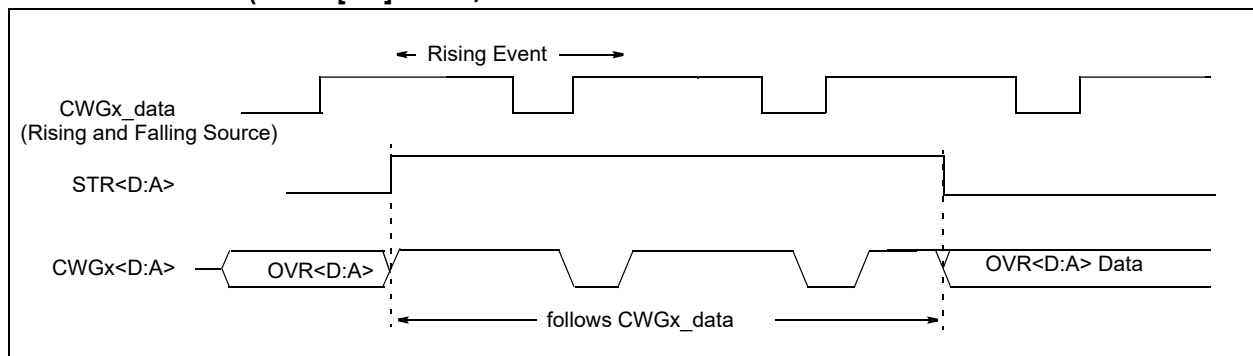 Rising Event
CWGx_data
(Rising and Falling Source)
STR<D:A>
CWGx<D:A>
OVR<D:A>
OVR<D:A> Data
follows CWGx_data